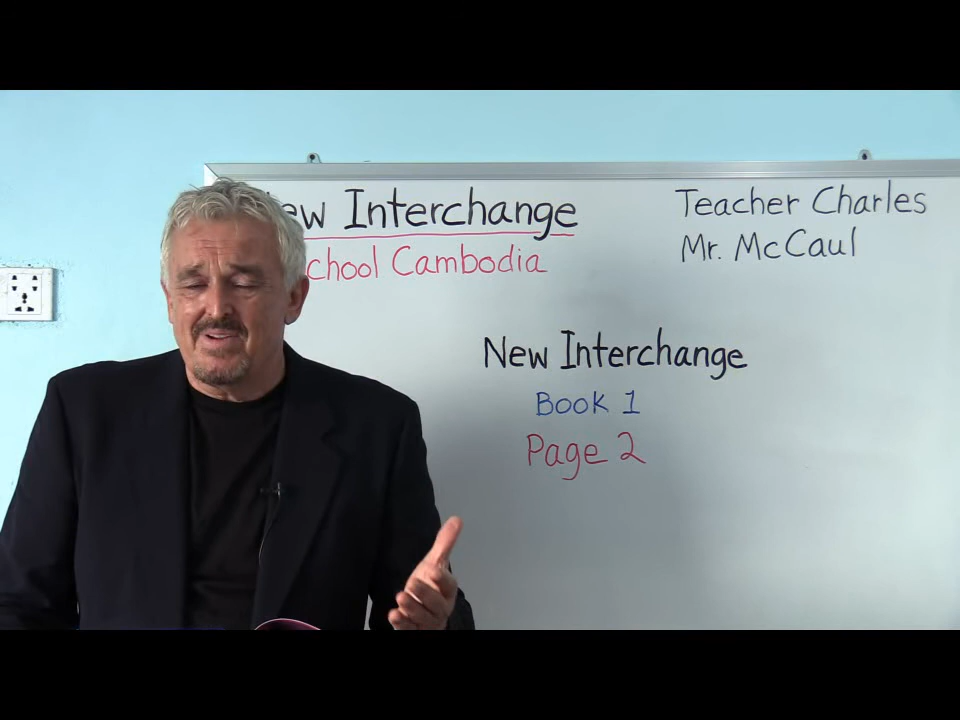 ew Interchange
chool Cambodia
Teacher Charles
Mr. McCaul
New Interchange
Book 1
Page 2